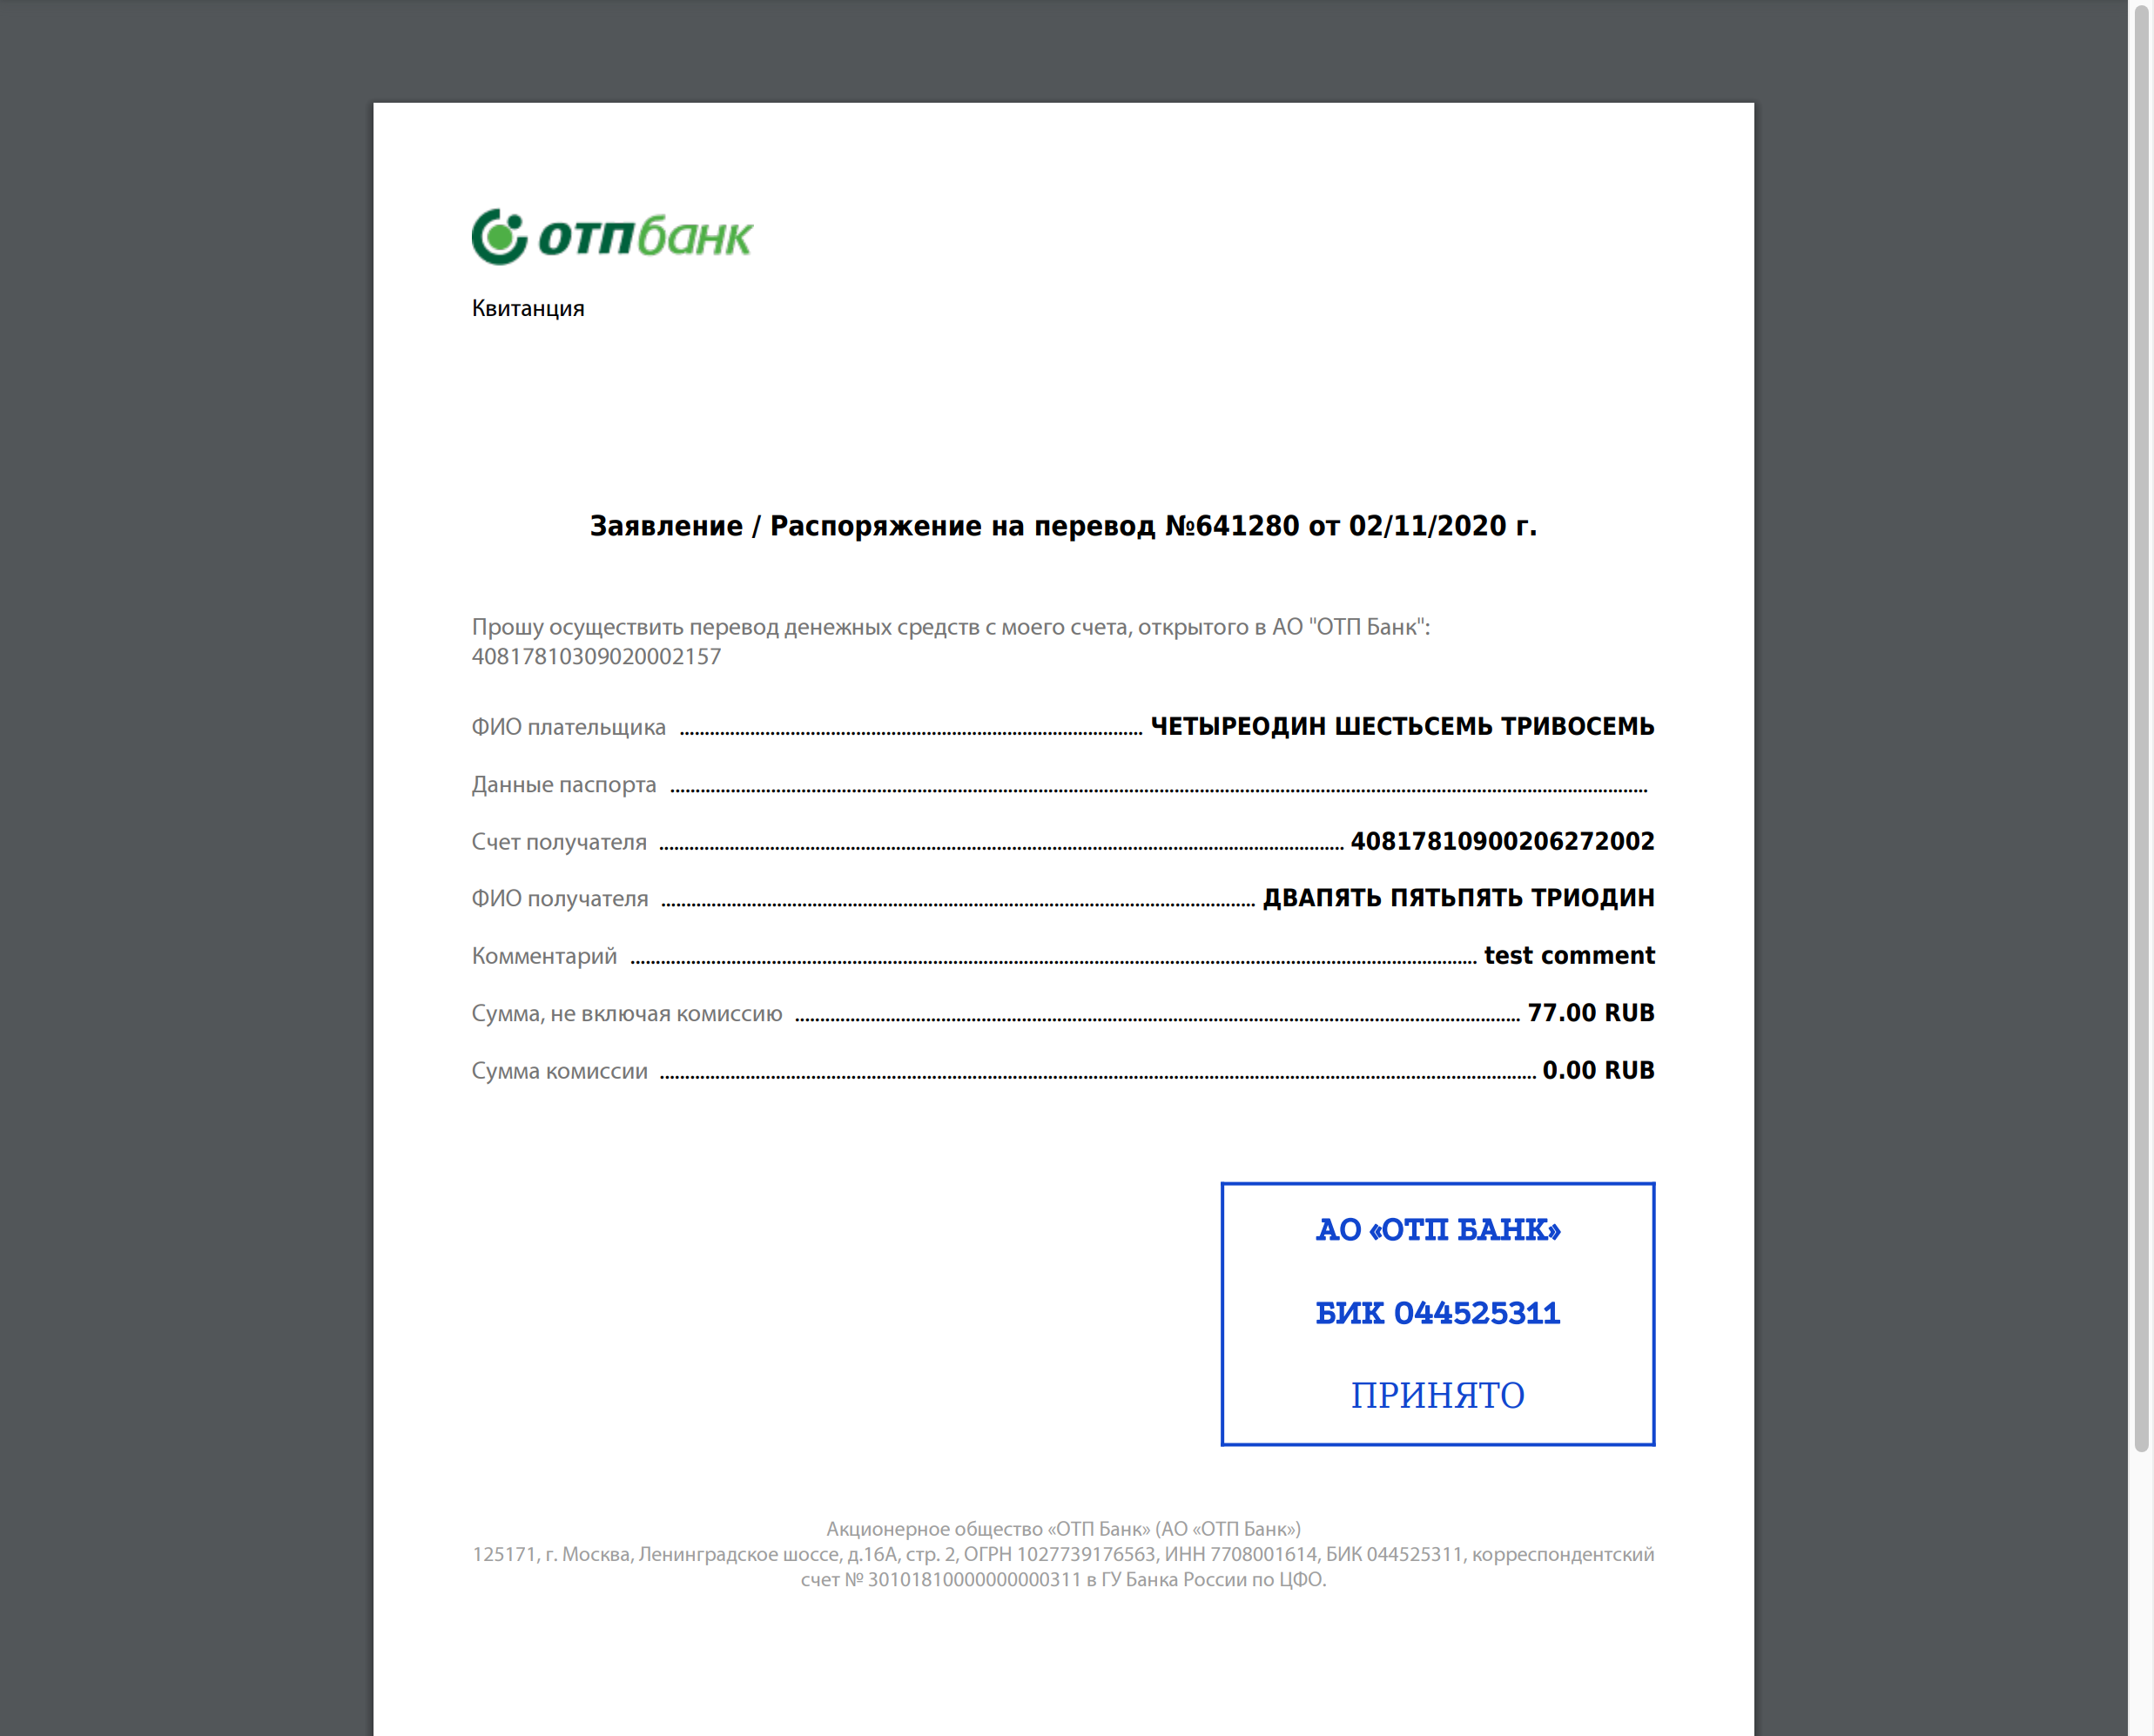 отпбанк
Квитанция
Заявление / Распоряжение на перевод №641280 от 02/11/2020 г.
Прошу осуществить перевод денежных средств с моего счета, открытого в АО "ОТП Банк":
40817810309020002157
ФИО плательщика ЧЕТЫРЕОДИН ШЕСТЬСЕМЬ ТРИВОСЕМЬ
Данные паспорта
Счет получателя 40817810900206272002
ФИО получателя ДВАПЯТЬ ПЯТЬПЯТЬ ТРИОДИН
Комментарий test comment
Сумма, не включая комиссию 77.00 RUB
Сумма комиссии 0.00 RUB
АО «ОТП БАНК»
БИК 044525311
ПРИНЯТО
Акционерное общество «ОТП Банк» (АО «ОТП Банк»)
125171, г. Москва, Ленинградское шоссе, д.16А, стр. 2, ОГРН 1027739176563, ИНН 7708001614, БИК 044525311, корреспондентский
счет № 30101810000000000311 в ГУ Банка России по ЦФО.